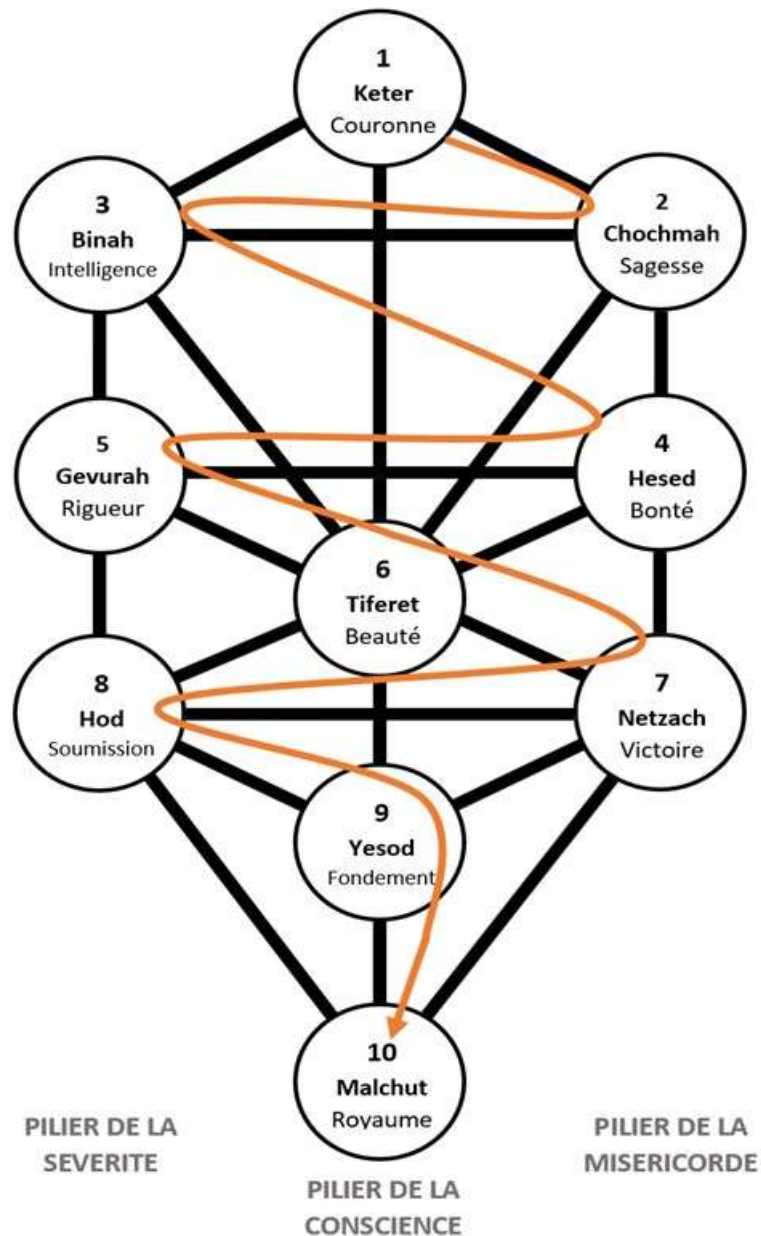 1
Keter
Couronne
3
Binah
Intelligence
2
Chochmah
Sagesse
5
Gevurah
Rigueur
4
Hesed
Bonté
6
Tiferet
Beauté
8
Hod
Soumission
7
Netzach
Victoire
9
Yesod
Fondement
10
Malchut
Royaume
PILIER DE LA
SEVERITE
PILIER DE LA
CONSCIENCE
PILIER DE LA
MISERICORDE